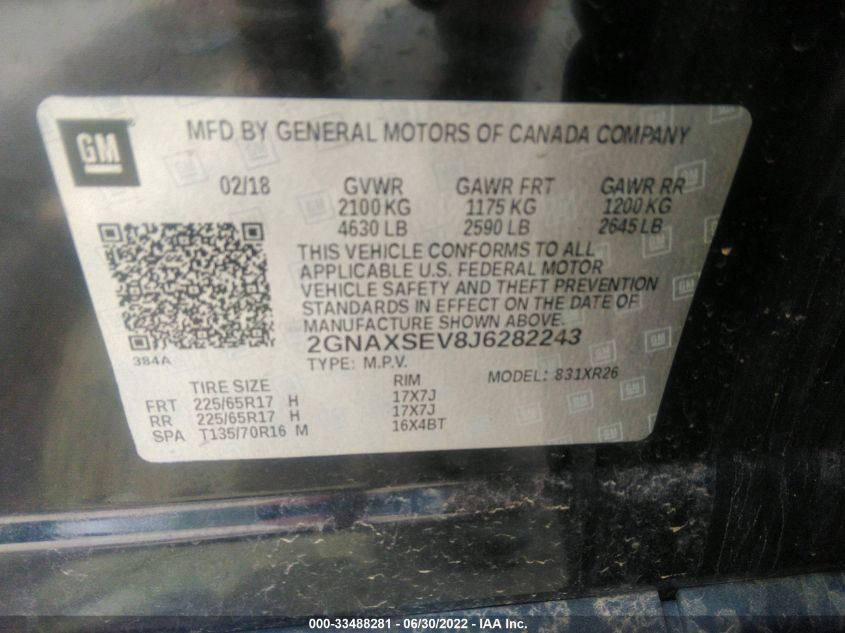 GM
MFD BY GENERAL MOTORS OF CANADA COMPANY
02/18 GVWR GAWR FRT GAWR RR
2100 KG 1175 KG 1200 KG
4630 LB 2590 LB 2645 LB
THIS VEHICLE CONFORMS TO ALL
APPLICABLE U.S. FEDERAL MOTOR
VEHICLE SAFETY AND THEFT PREVENTION
STANDARDS IN EFFECT ON THE DATE OF
MANUFACTURE SHOWN ABOVE.
2GNAXSEV8J6282243
384A
TYPE: M.P.V.
MODEL: 831XR26
TIRE SIZE RIM
FRT 225/65R17 H 17X7J
RR 225/65R17 H 17X7J
SPA T135/70R16 M 16X4BT
000-33488281 - 06/30/2022 - IAA Inc.